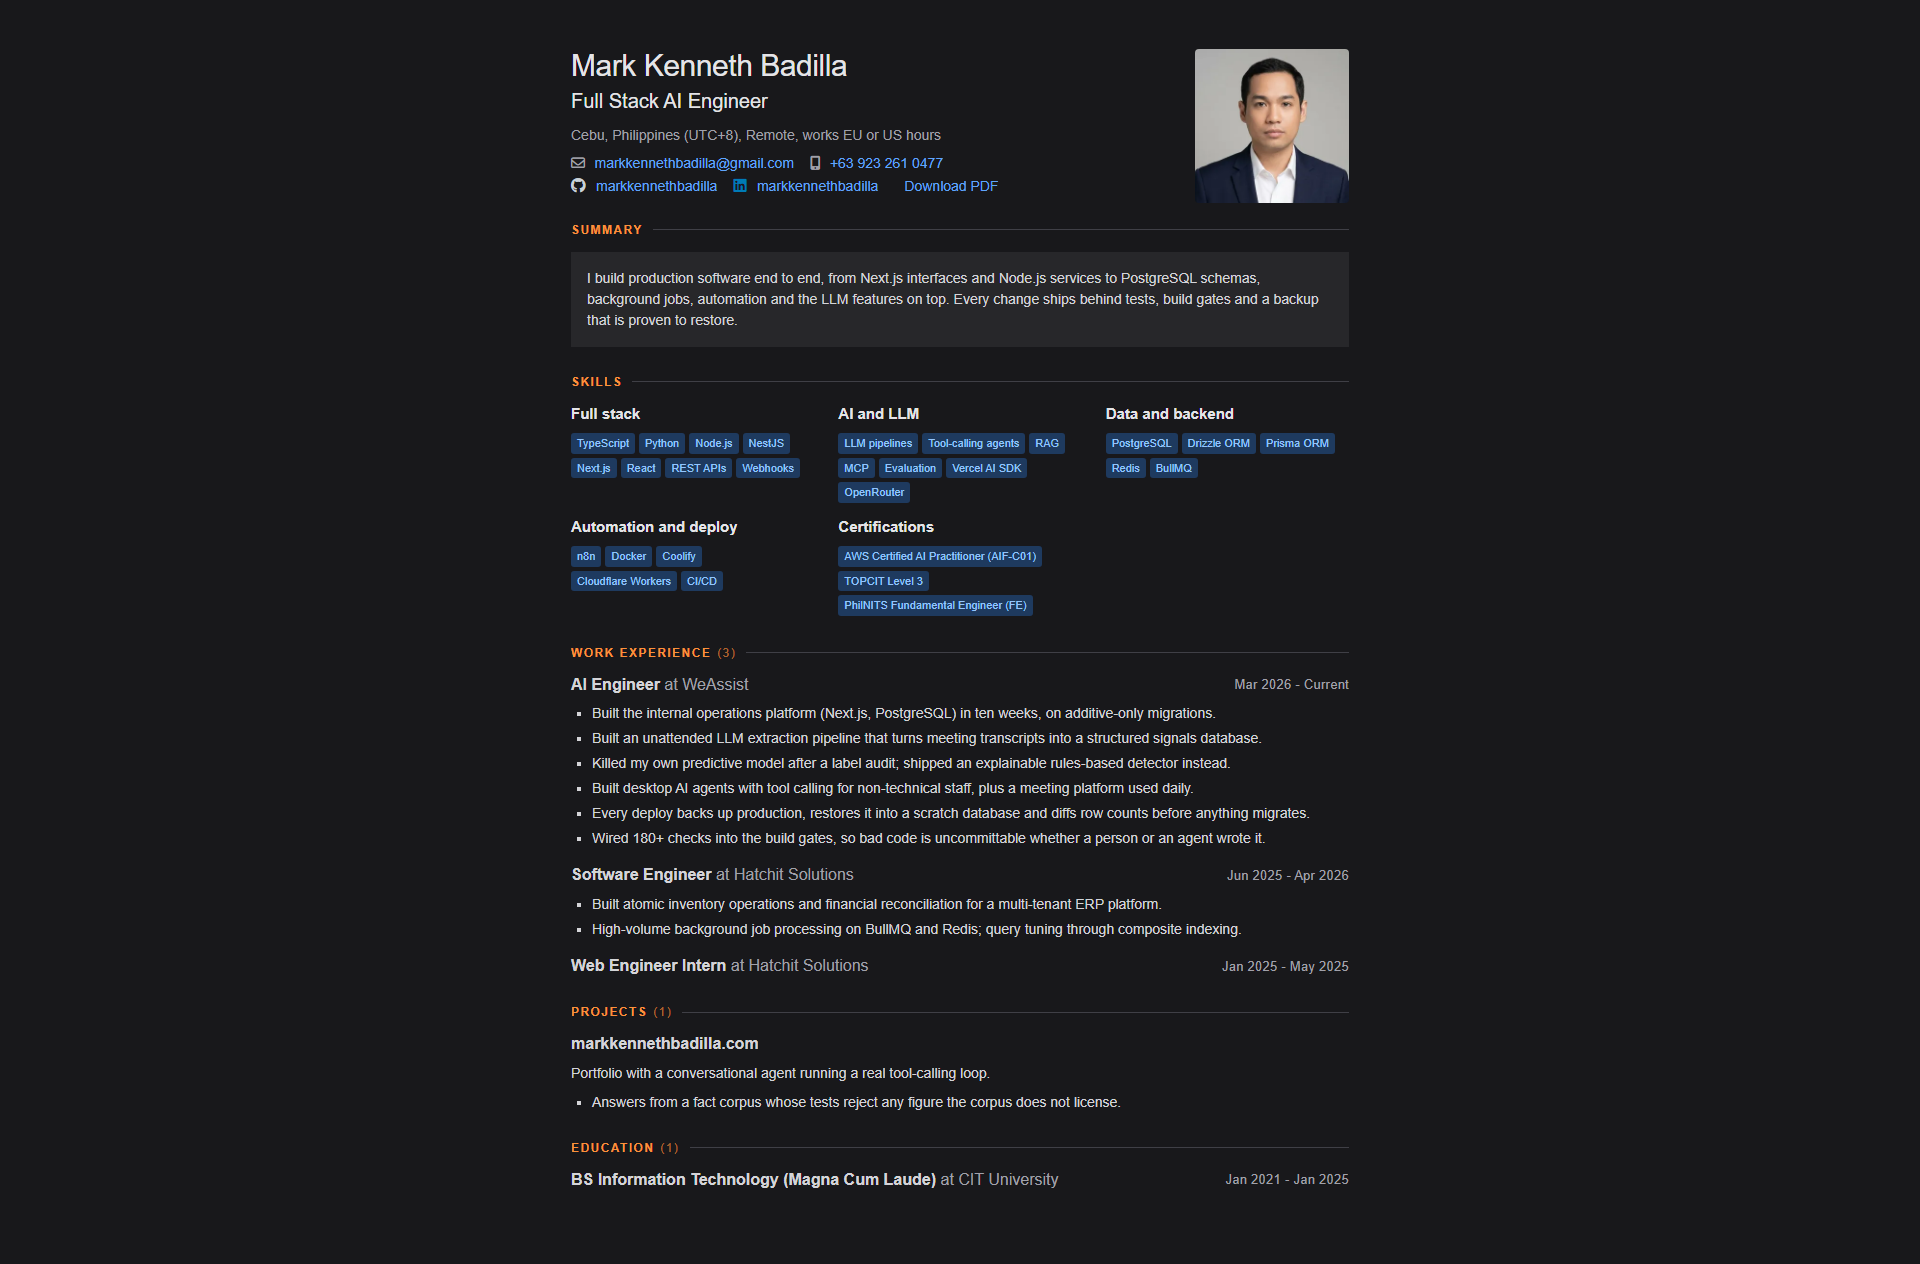 Mark Kenneth Badilla
Full Stack AI Engineer
Cebu, Philippines (UTC+8), Remote, works EU or US hours
markkennethbadilla@gmail.com +63 923 261 0477
markkennethbadilla markkennethbadilla Download PDF
SUMMARY
I build production software end to end, from Next.js interfaces and Node.js services to PostgreSQL schemas,
background jobs, automation and the LLM features on top. Every change ships behind tests, build gates and a backup
that is proven to restore.
SKILLS
Full stack
TypeScript Python Node.js NestJS
Next.js React REST APIs Webhooks
AI and LLM
LLM pipelines Tool-calling agents RAG
MCP Evaluation Vercel AI SDK
OpenRouter
Data and backend
PostgreSQL Drizzle ORM Prisma ORM
Redis BullMQ
Automation and deploy
n8n Docker Coolify
Cloudflare Workers CI/CD
Certifications
AWS Certified AI Practitioner (AIF-C01)
TOPCIT Level 3
PhilNITS Fundamental Engineer (FE)
WORK EXPERIENCE (3)
AI Engineer at WeAssist Mar 2026 - Current
Built the internal operations platform (Next.js, PostgreSQL) in ten weeks, on additive-only migrations.
Built an unattended LLM extraction pipeline that turns meeting transcripts into a structured signals database.
Killed my own predictive model after a label audit; shipped an explainable rules-based detector instead.
Built desktop AI agents with tool calling for non-technical staff, plus a meeting platform used daily.
Every deploy backs up production, restores it into a scratch database and diffs row counts before anything migrates.
Wired 180+ checks into the build gates, so bad code is uncommittable whether a person or an agent wrote it.
Software Engineer at Hatchit Solutions Jun 2025 - Apr 2026
Built atomic inventory operations and financial reconciliation for a multi-tenant ERP platform.
High-volume background job processing on BullMQ and Redis; query tuning through composite indexing.
Web Engineer Intern at Hatchit Solutions Jan 2025 - May 2025
PROJECTS (1)
markkennethbadilla.com
Portfolio with a conversational agent running a real tool-calling loop.
Answers from a fact corpus whose tests reject any figure the corpus does not license.
EDUCATION (1)
BS Information Technology (Magna Cum Laude) at CIT University Jan 2021 - Jan 2025